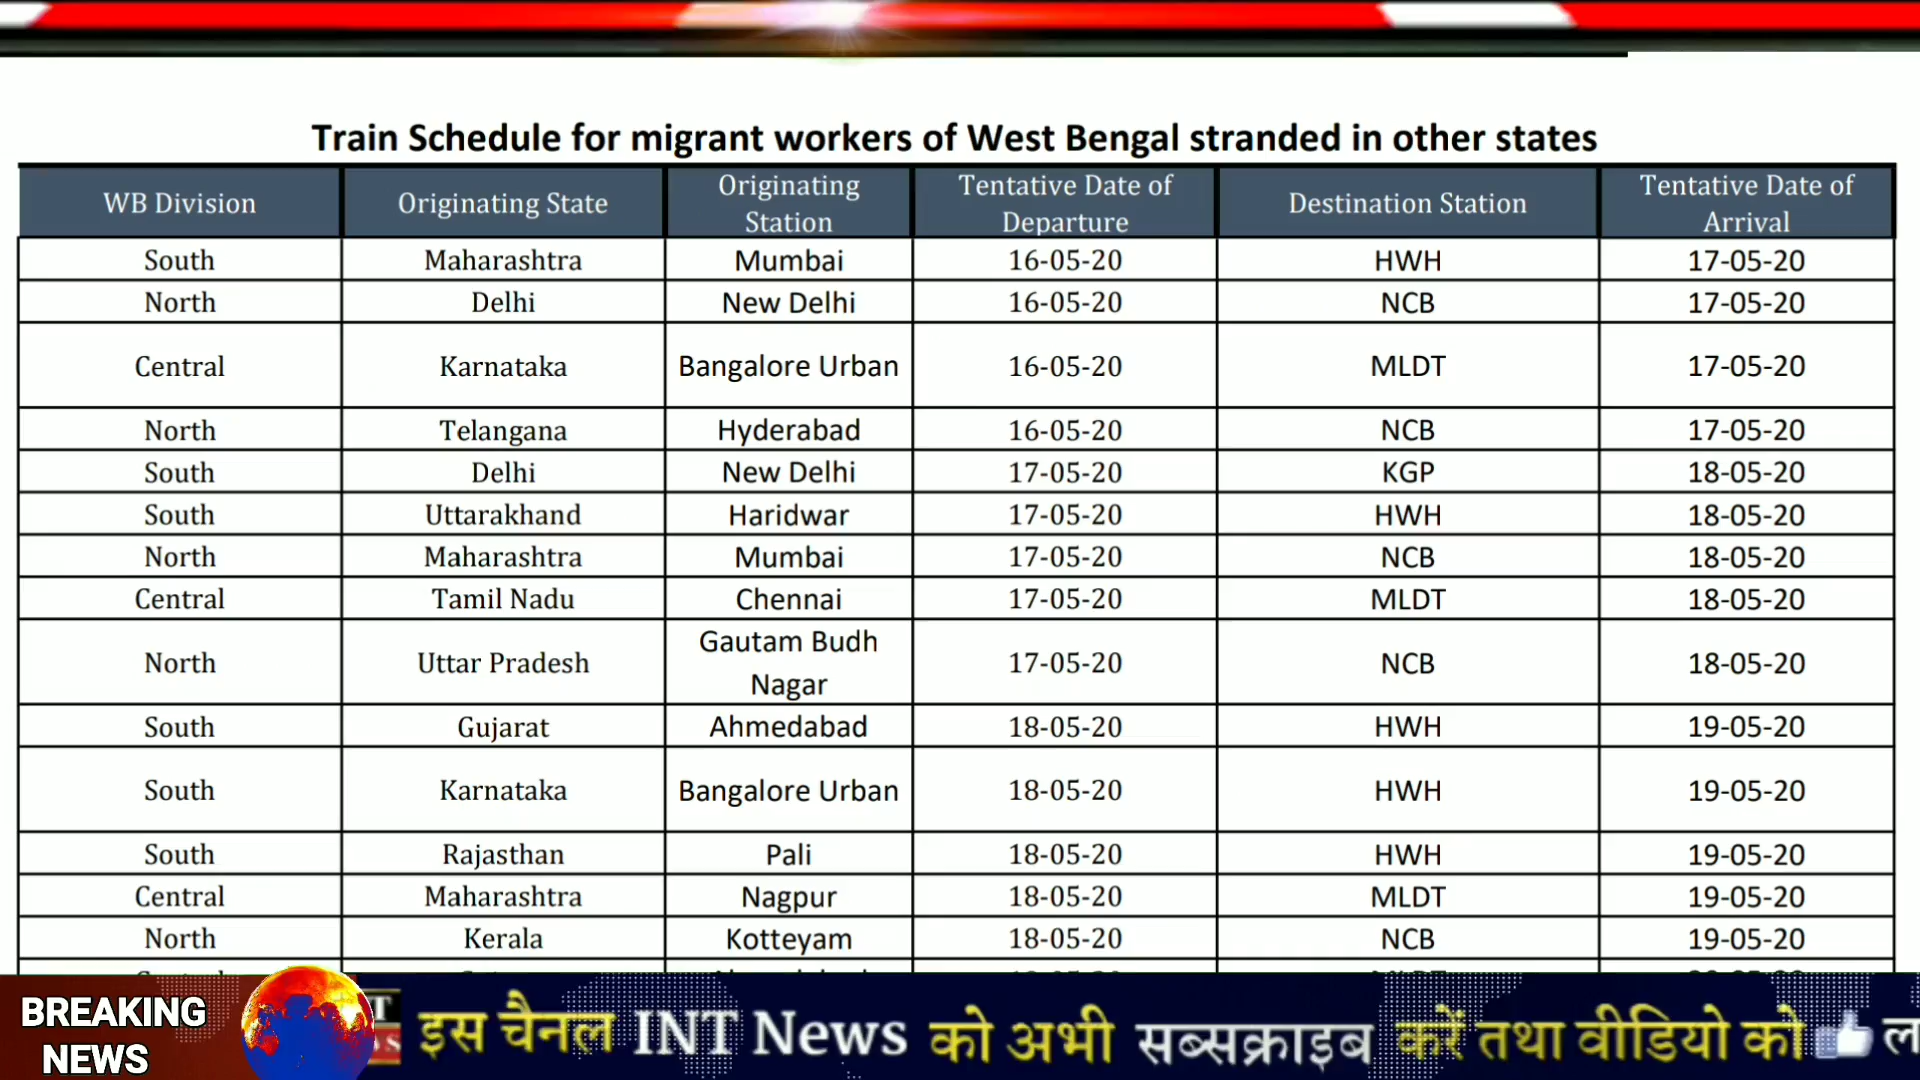 Train Schedule for migrant workers of West Bengal stranded in other states
WB Division Originating State Originating Station Tentative Date of Departure Destination Station Tentative Date of Arrival
South Maharashtra Mumbai 16-05-20 HWH 17-05-20
North Delhi New Delhi 16-05-20 NCB 17-05-20
Central Karnataka Bangalore Urban 16-05-20 MLDT 17-05-20
North Telangana Hyderabad 16-05-20 NCB 17-05-20
South Delhi New Delhi 17-05-20 KGP 18-05-20
South Uttarakhand Haridwar 17-05-20 HWH 18-05-20
North Maharashtra Mumbai 17-05-20 NCB 18-05-20
Central Tamil Nadu Chennai 17-05-20 MLDT 18-05-20
North Uttar Pradesh Gautam Budh Nagar 17-05-20 NCB 18-05-20
South Gujarat Ahmedabad 18-05-20 HWH 19-05-20
South Karnataka Bangalore Urban 18-05-20 HWH 19-05-20
South Rajasthan Pali 18-05-20 HWH 19-05-20
Central Maharashtra Nagpur 18-05-20 MLDT 19-05-20
North Kerala Kotteyam 18-05-20 NCB 19-05-20
BREAKING
NEWS
इस चैनल INT News को अभी सब्सक्राइब करें तथा वीडियो को